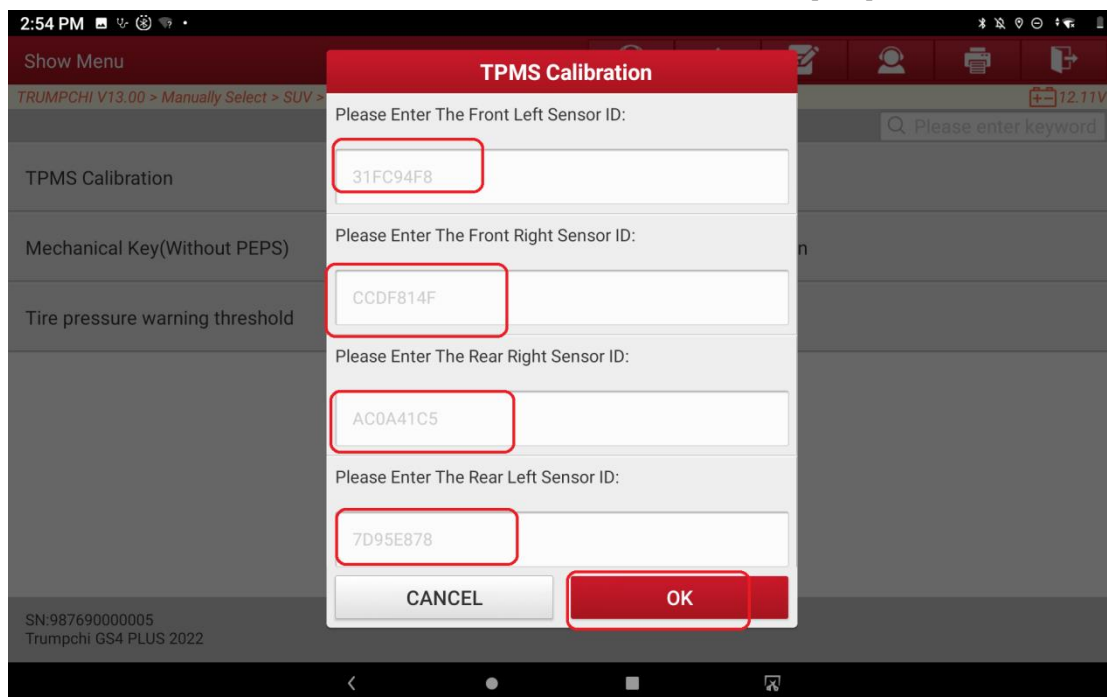 2:54 PM
Show Menu
TRUMPCHI V13.00 > Manually Select > SUV >
12.11V
Please enter keyword
TPMS Calibration
Mechanical Key(Without PEPS)
n
Tire pressure warning threshold
TPMS Calibration
Please Enter The Front Left Sensor ID:
31FC94F8
Please Enter The Front Right Sensor ID:
CCDF814F
Please Enter The Rear Right Sensor ID:
AC0A41C5
Please Enter The Rear Left Sensor ID:
7D95E878
CANCEL
OK
SN:987690000005
Trumpchi GS4 PLUS 2022